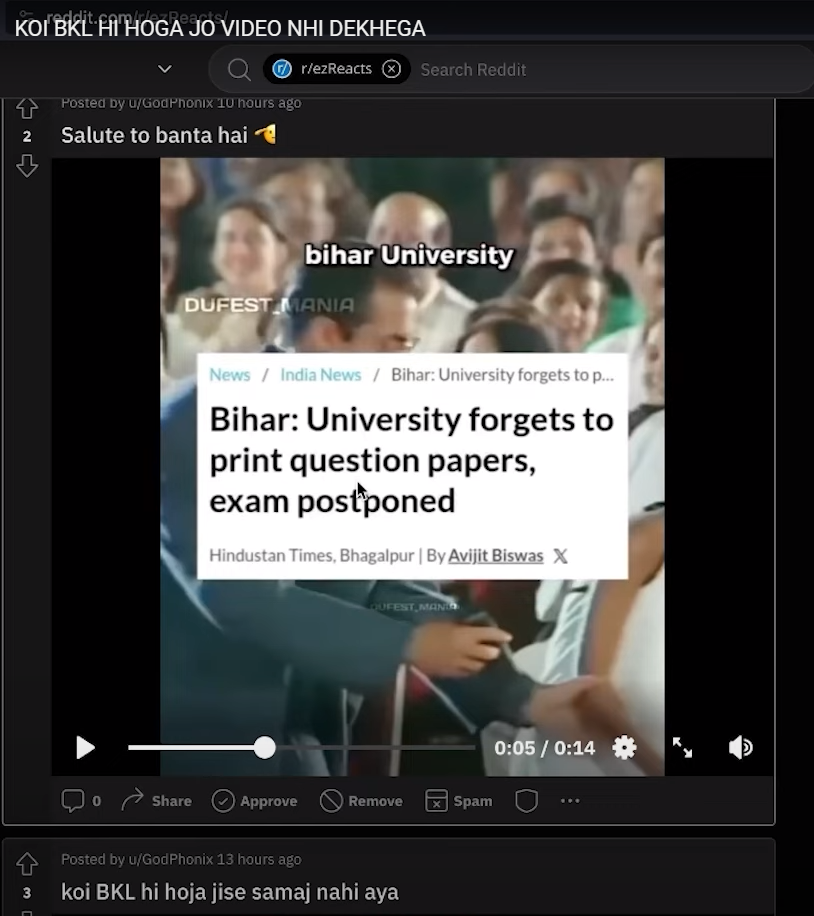 reddit.com/r/ezReacts/
KOI BKL HI HOGA JO VIDEO NHI DEKHEGA
r/ezReacts
Search Reddit
Posted by u/GodPhonix 10 hours ago
2
Salute to banta hai 🫡
bihar University
DUFEST_MANIA
News / India News / Bihar: University forgets to p...
Bihar: University forgets to
print question papers,
exam postponed
Hindustan Times, Bhagalpur | By Avijit Biswas X
DUFEST_MANIA
0:05 / 0:14
0 Share Approve Remove Spam ...
Posted by u/GodPhonix 13 hours ago
3
koi BKL hi hoja jise samaj nahi aya